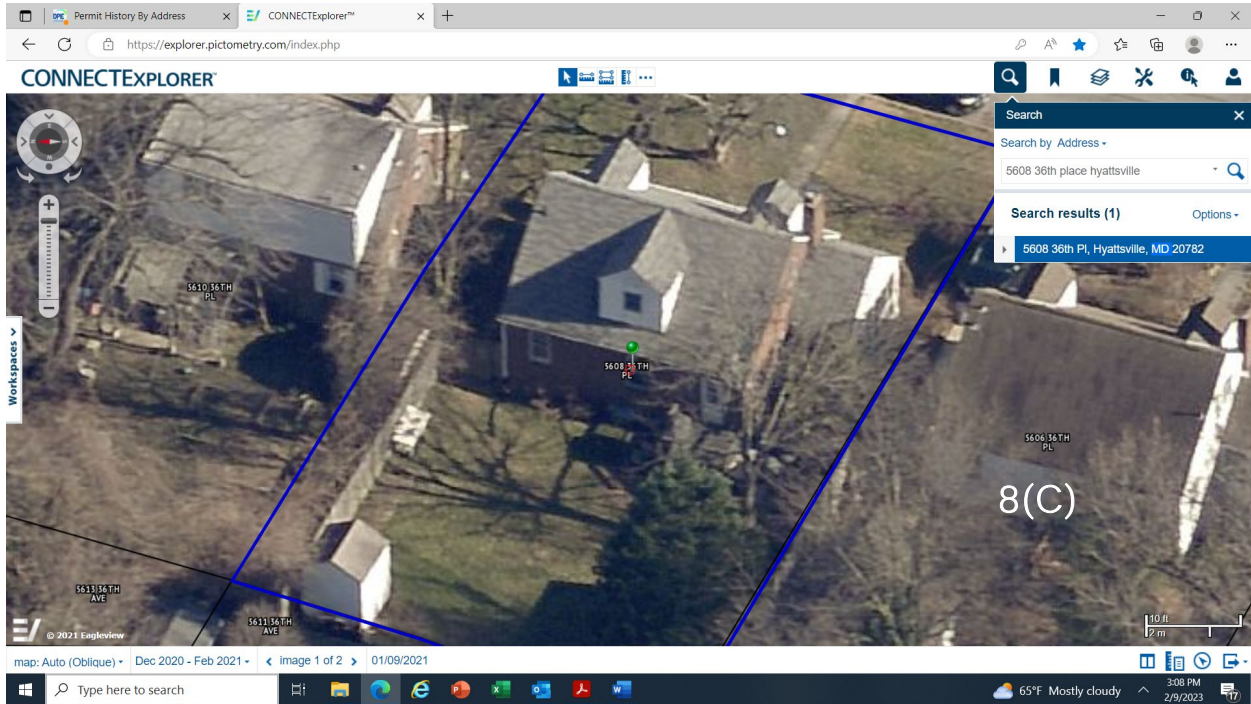 Permit History By Address
CONNECTExplorer™
https://explorer.pictometry.com/index.php
CONNECTEXPLORER™
Search
Search by Address
5608 36th place hyattsville
Search results (1)
Options
5608 36th Pl, Hyattsville, MD 20782
Workspaces
5610 36TH
PL
5608 36TH
PL
5606 36TH
PL
8(C)
5613 36TH
AVE
5611 36TH
AVE
10 ft
2 m
© 2021 Eagleview
map: Auto (Oblique)
Dec 2020 - Feb 2021
image 1 of 2
01/09/2021
Type here to search
65°F Mostly cloudy
3:08 PM
2/9/2023
17